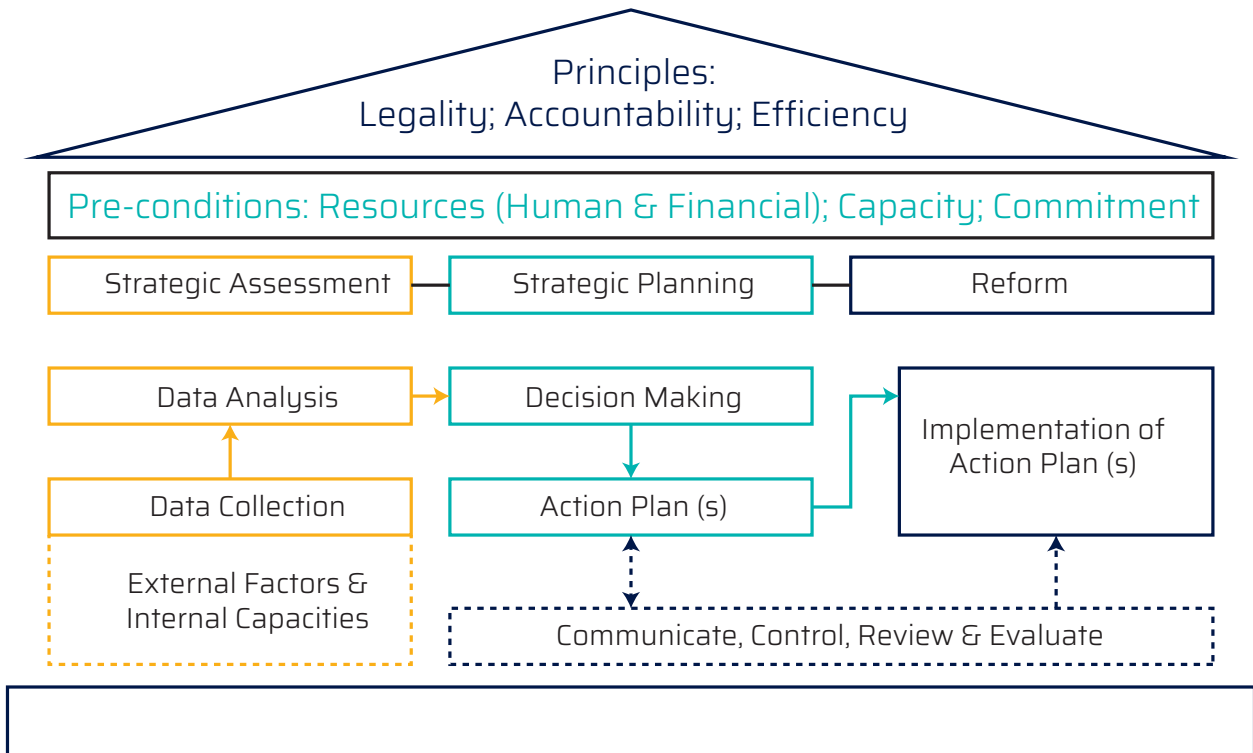 Principles:
Legality; Accountability; Efficiency
Pre-conditions: Resources (Human & Financial); Capacity; Commitment
Strategic Assessment
Strategic Planning
Reform
Data Analysis
Decision Making
Implementation of
Action Plan (s)
Data Collection
Action Plan (s)
External Factors &
Internal Capacities
Communicate, Control, Review & Evaluate